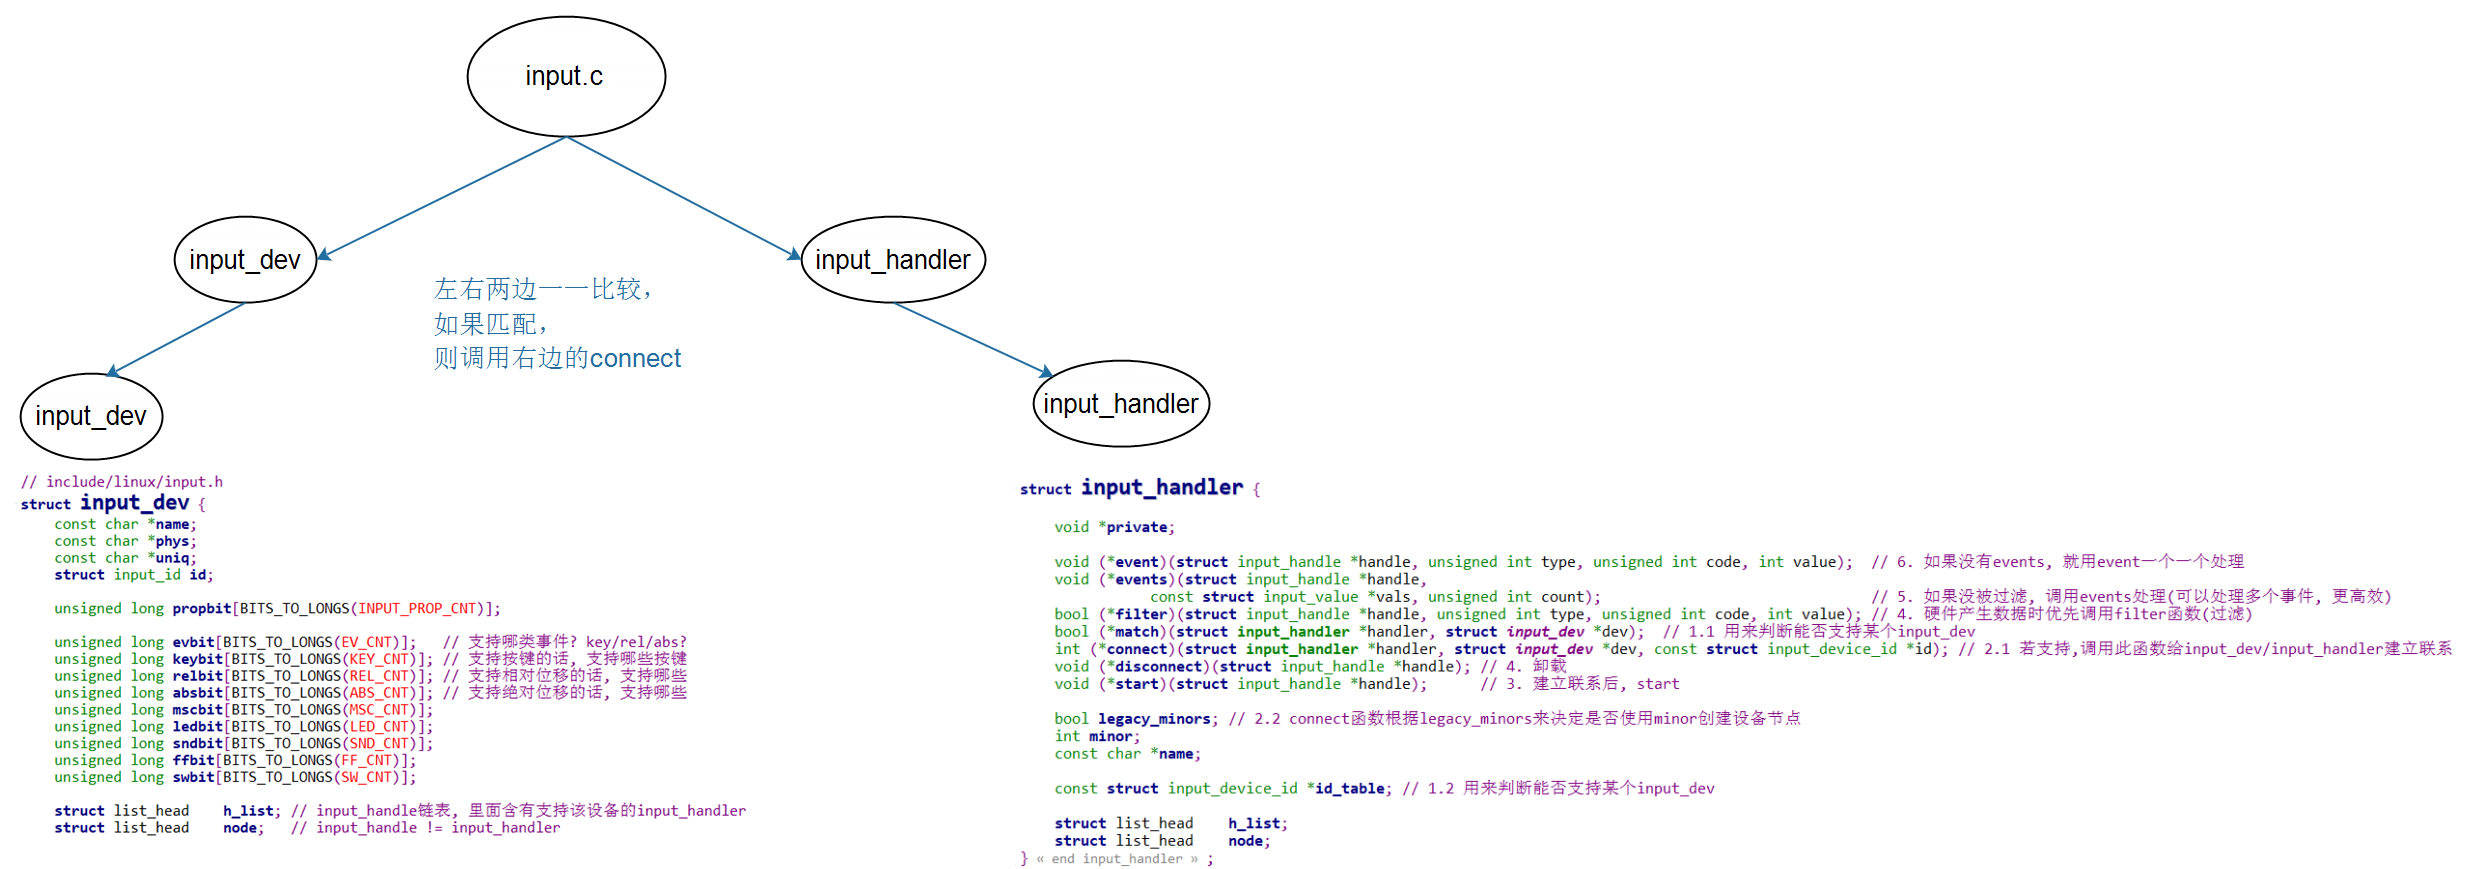 input.c
input_dev
input_handler
左右两边一一比较，
如果匹配，
则调用右边的connect
input_dev
input_handler
// include/linux/input.h
struct input_dev {
const char *name;
const char *phys;
const char *uniq;
struct input_id id;
unsigned long propbit[BITS_TO_LONGS(INPUT_PROP_CNT)];
unsigned long evbit[BITS_TO_LONGS(EV_CNT)];   // 支持哪类事件? key/rel/abs?
unsigned long keybit[BITS_TO_LONGS(KEY_CNT)]; // 支持按键的话, 支持哪些按键
unsigned long relbit[BITS_TO_LONGS(REL_CNT)]; // 支持相对位移的话, 支持哪些
unsigned long absbit[BITS_TO_LONGS(ABS_CNT)]; // 支持绝对位移的话, 支持哪些
unsigned long mscbit[BITS_TO_LONGS(MSC_CNT)];
unsigned long ledbit[BITS_TO_LONGS(LED_CNT)];
unsigned long sndbit[BITS_TO_LONGS(SND_CNT)];
unsigned long ffbit[BITS_TO_LONGS(FF_CNT)];
unsigned long swbit[BITS_TO_LONGS(SW_CNT)];
struct list_head    h_list; // input_handle链表, 里面含有支持该设备的input_handler
struct list_head    node;   // input_handle != input_handler
struct input_handler {
void *private;
void (*event)(struct input_handle *handle, unsigned int type, unsigned int code, int value);  // 6. 如果没有events, 就用event一个一个处理
void (*events)(struct input_handle *handle,
const struct input_value *vals, unsigned int count);   // 5. 如果没被过滤, 调用events处理(可以处理多个事件, 更高效)
bool (*filter)(struct input_handle *handle, unsigned int type, unsigned int code, int value); // 4. 硬件产生数据时优先调用filter函数(过滤)
bool (*match)(struct input_handler *handler, struct input_dev *dev);  // 1.1 用来判断能否支持某个input_dev
int (*connect)(struct input_handler *handler, struct input_dev *dev, const struct input_device_id *id); // 2.1 若支持,调用此函数给input_dev/input_handler建立联系
void (*disconnect)(struct input_handle *handle); // 4. 卸载
void (*start)(struct input_handle *handle);      // 3. 建立联系后, start
bool legacy_minors; // 2.2 connect函数根据legacy_minors来决定是否使用minor创建设备节点
int minor;
const char *name;
const struct input_device_id *id_table; // 1.2 用来判断能否支持某个input_dev
struct list_head    h_list;
struct list_head    node;
} « end input_handler » ;